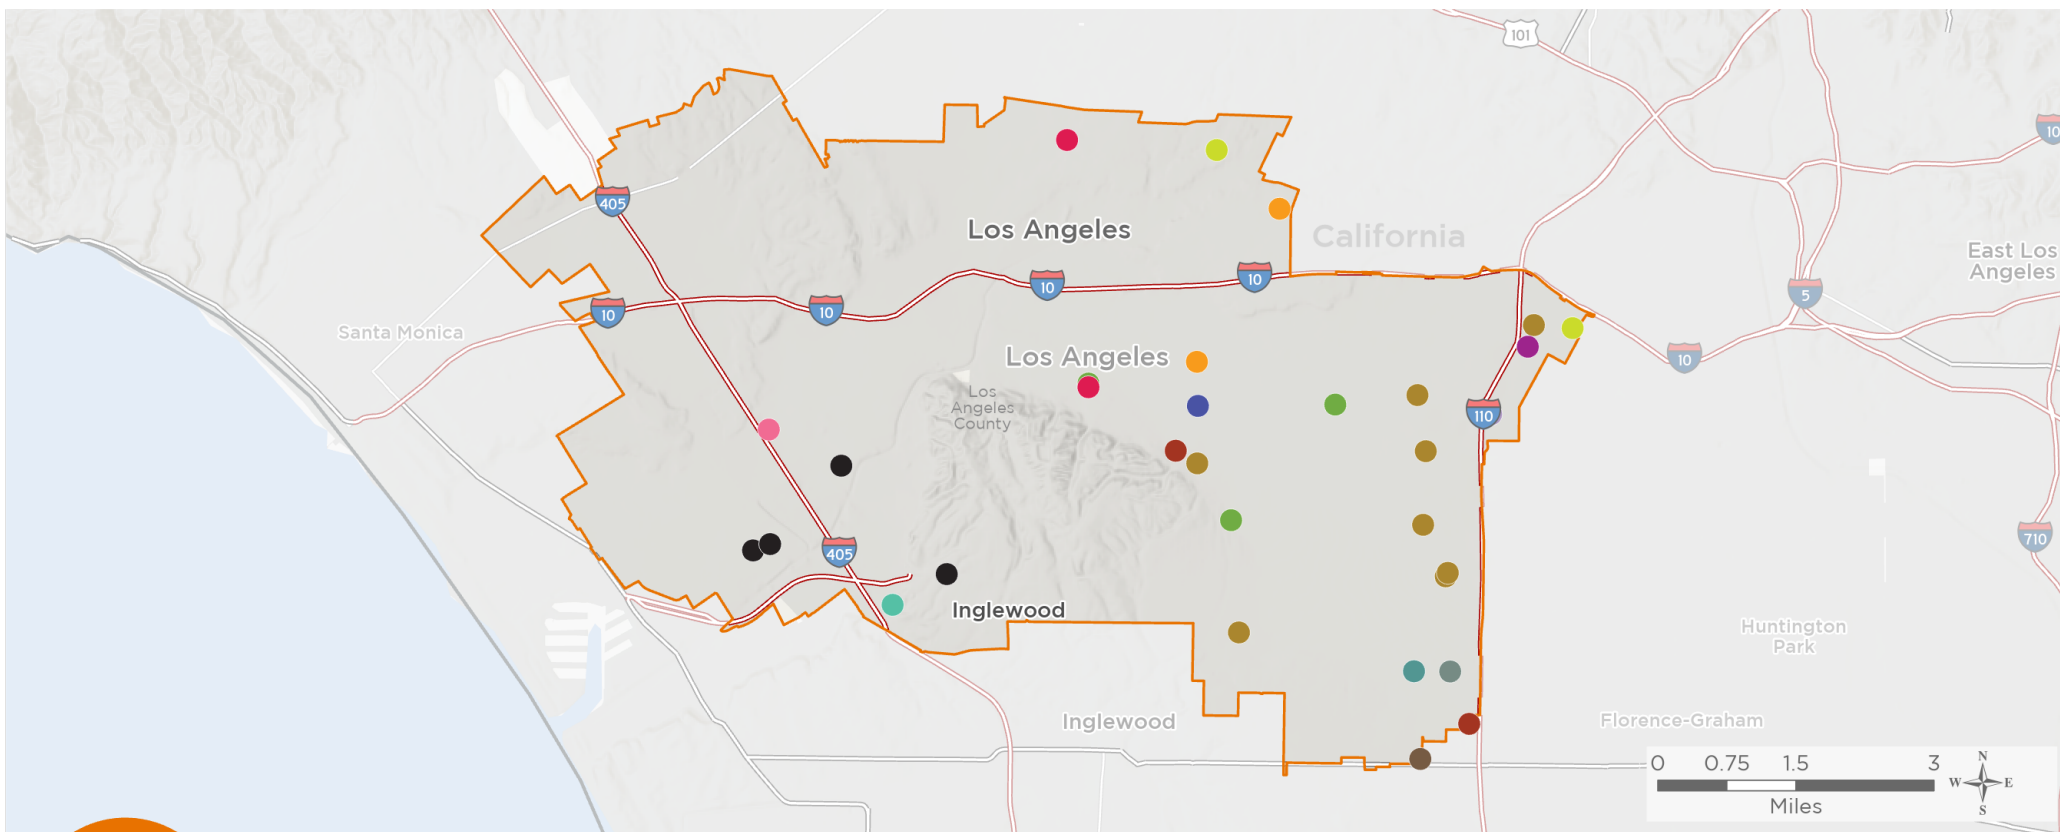 101
10
405
Los Angeles
California
East Los
Angeles
10
10
10
10
5
Santa Monica
Los Angeles
10
Los
Angeles
County
110
405
710
Inglewood
Huntington
Park
Inglewood
Florence-Graham
0 0.75 1.5 3
Miles
N
W E
S